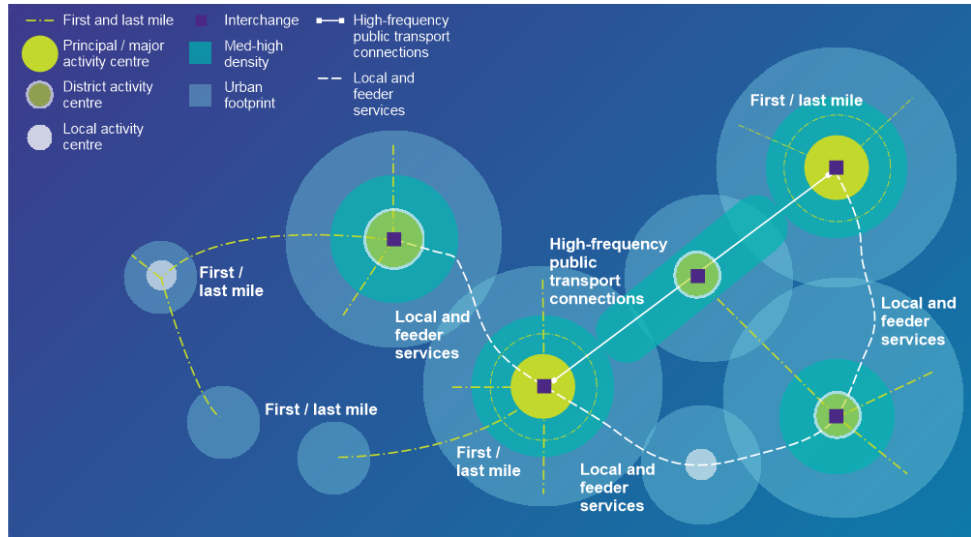 First and last mile
Principal / major
activity centre
District activity
centre
Local activity
centre
Interchange
Med-high
density
Urban
footprint
High-frequency
public transport
connections
Local and
feeder
services
First / last mile
High-frequency
public
transport
connections
First /
last mile
Local and
feeder
services
Local and
feeder
services
First / last mile
First /
last mile
Local and
feeder
services